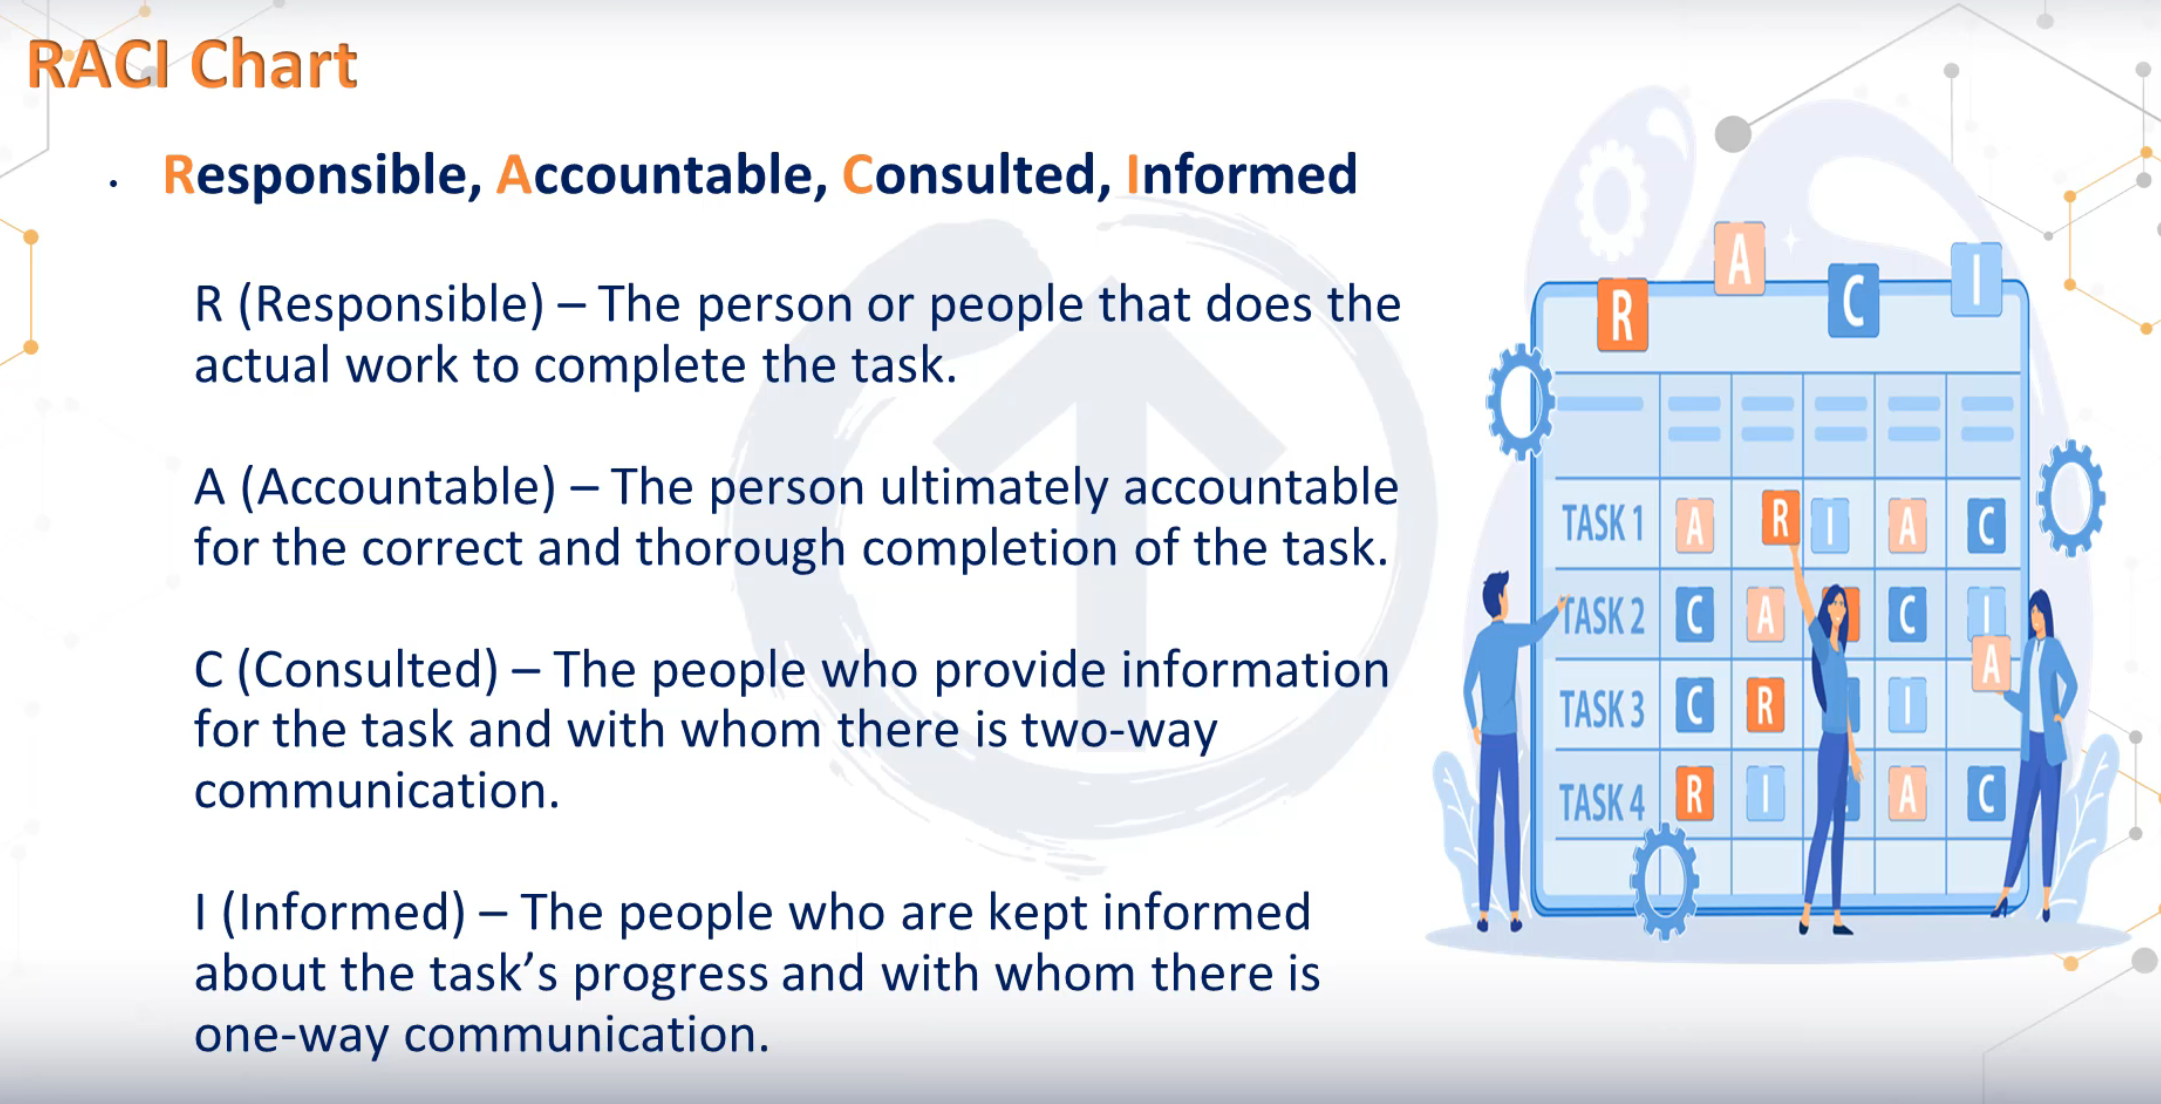 RACI Chart
• Responsible, Accountable, Consulted, Informed
R (Responsible) – The person or people that does the
actual work to complete the task.
A (Accountable) – The person ultimately accountable
for the correct and thorough completion of the task.
C (Consulted) – The people who provide information
for the task and with whom there is two-way
communication.
I (Informed) – The people who are kept informed
about the task’s progress and with whom there is
one-way communication.
R A C I
TASK 1 A R I A C
TASK 2 C A C I
A
TASK 3 C R I
TASK 4 R I A C